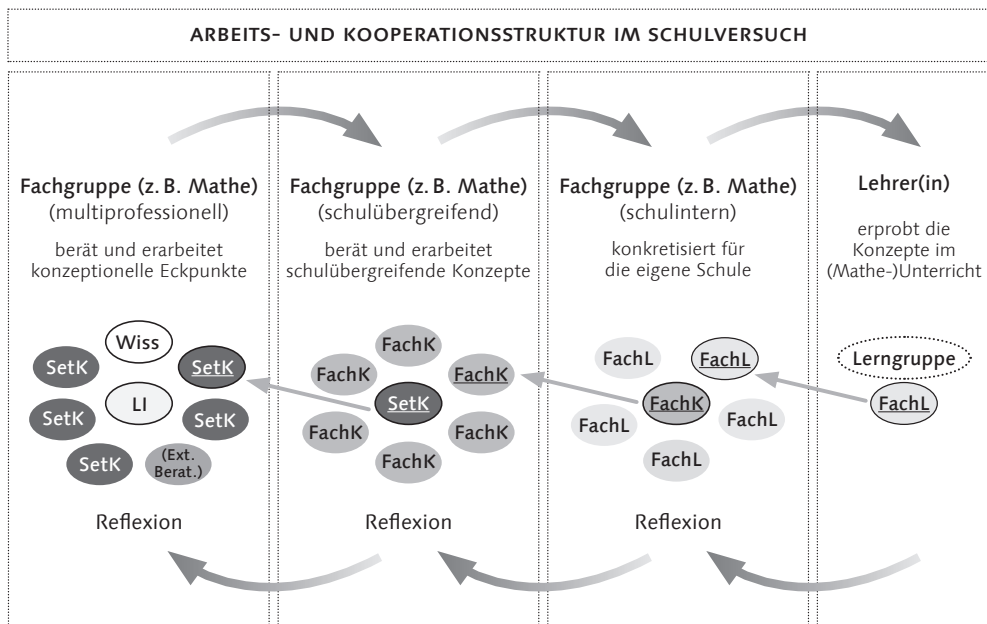 ARBEITS- UND KOOPERATIONSSTRUKTUR IM SCHULVERSUCH
Fachgruppe (z. B. Mathe)
(multiprofessionell)
berät und erarbeitet
konzeptionelle Eckpunkte
Wiss
SetK
SetK
LI
SetK
SetK
SetK
(Ext.
Berat.)
Reflexion
Fachgruppe (z. B. Mathe)
(schulübergreifend)
berät und erarbeitet
schulübergreifende Konzepte
FachK
FachK
FachK
SetK
FachK
FachK
FachK
Reflexion
Fachgruppe (z. B. Mathe)
(schulintern)
konkretisiert für
die eigene Schule
FachL
FachL
FachK
FachL
FachL
FachL
Reflexion
Lehrer(in)
erprobt die
Konzepte im
(Mathe-)Unterricht
Lerngruppe
FachL